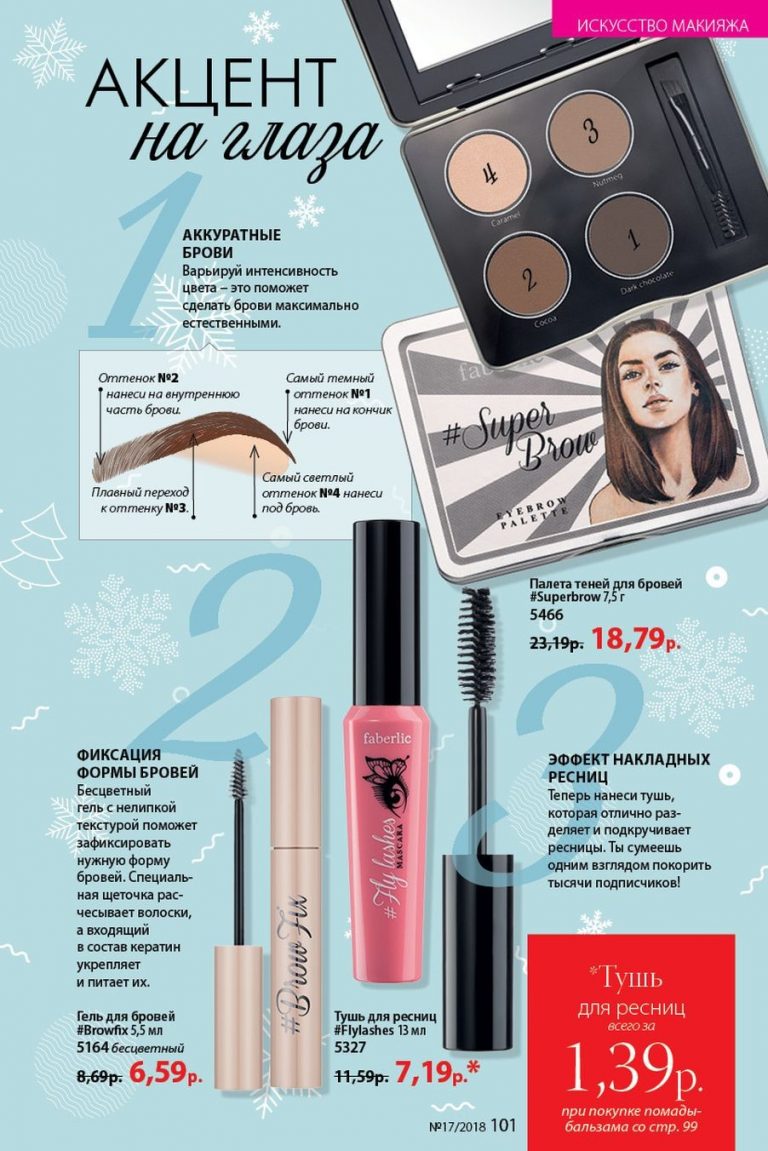 ИСКУССТВО МАКИЯЖА
АКЦЕНТ
на глаза
4
Caramel
3
Nutmeg
2
Cocoa
1
Dark chocolate
1
АККУРАТНЫЕ
БРОВИ
Варьируй интенсивность
цвета – это поможет
сделать брови максимально
естественными.
Оттенок №2
нанеси на внутреннюю
часть брови.
Самый темный
оттенок №1
нанеси на кончик
брови.
Плавный переход
к оттенку №3.
Самый светлый
оттенок №4 нанеси
под бровь.
faberlic
#Super
Brow
EYEBROW
PALETTE
Палета теней для бровей
#Superbrow 7,5 г
5466
23,19р. 18,79р.
2
ФИКСАЦИЯ
ФОРМЫ БРОВЕЙ
Бесцветный
гель с нелипкой
текстурой поможет
зафиксировать
нужную форму
бровей. Специаль-
ная щеточка рас-
чесывает волоски,
а входящий
в состав кератин
укрепляет
и питает их.
Гель для бровей
#Browfix 5,5 мл
5164 бесцветный
8,69р. 6,59р.
#Brow Fix
faberlic
#Fly lashes
MASCARA
Тушь для ресниц
#Flylashes 13 мл
5327
11,59р. 7,19р.*
3
ЭФФЕКТ НАКЛАДНЫХ
РЕСНИЦ
Теперь нанеси тушь,
которая отлично раз-
деляет и подкручивает
ресницы. Ты сумеешь
одним взглядом покорить
тысячи подписчиков!
*Тушь
для ресниц
всего за
1,39р.
при покупке помады-
бальзама со стр. 99
№17/2018 101